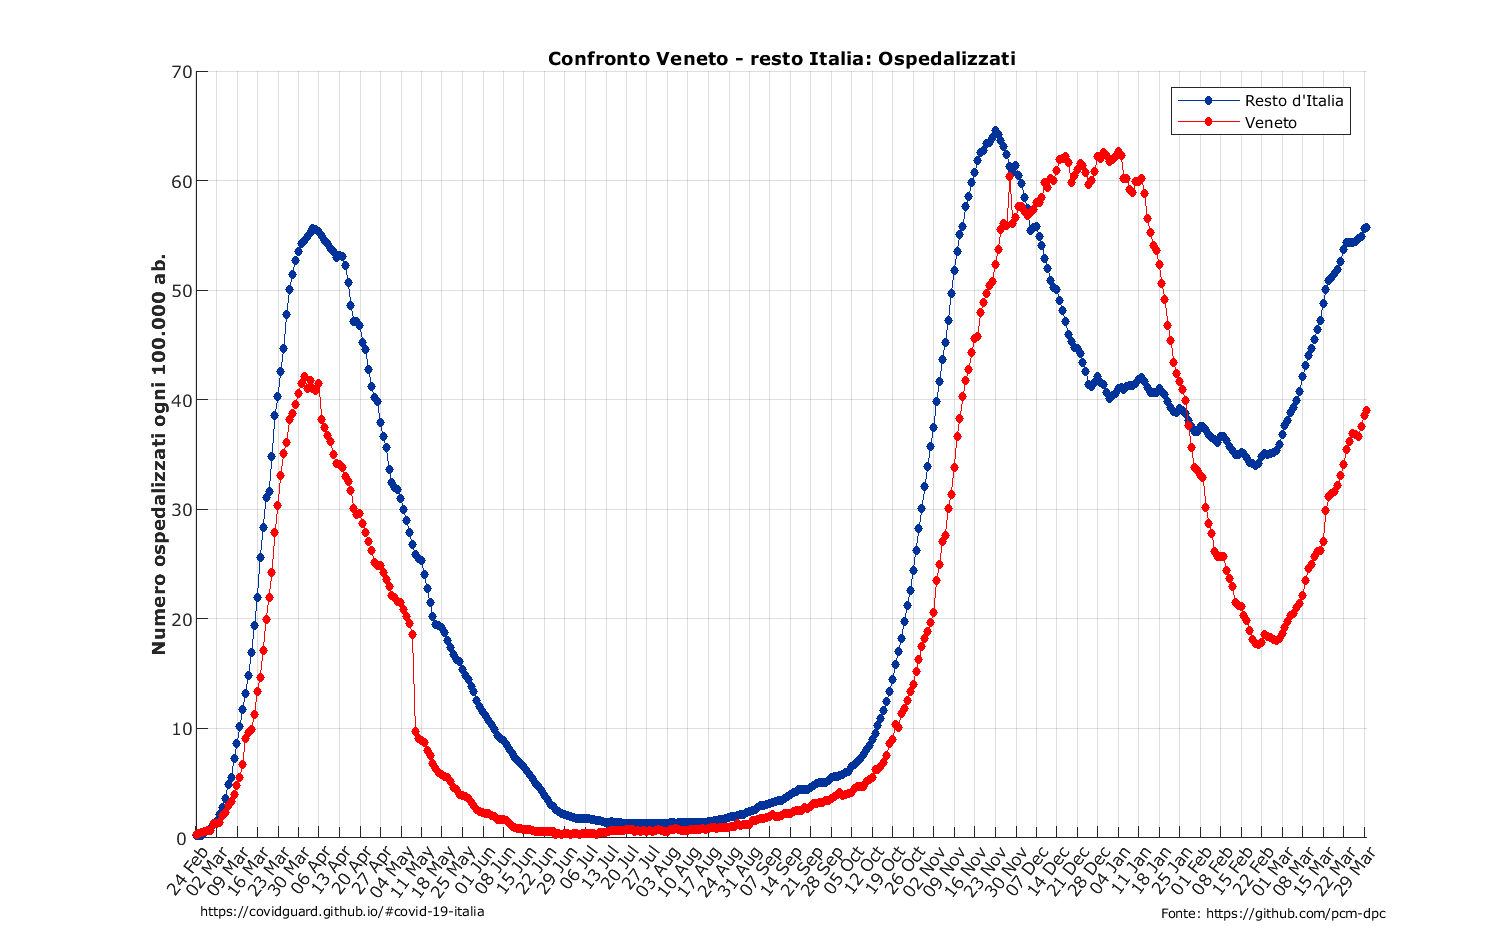 Confronto Veneto - resto Italia: Ospedalizzati
Resto d'Italia
Veneto
Numero ospedalizzati ogni 100.000 ab.
70
60
50
40
30
20
10
0
24 Feb
02 Mar
09 Mar
16 Mar
23 Mar
30 Mar
06 Apr
13 Apr
20 Apr
27 Apr
04 May
11 May
18 May
25 May
01 Jun
08 Jun
15 Jun
22 Jun
29 Jun
06 Jul
13 Jul
20 Jul
27 Jul
03 Aug
10 Aug
17 Aug
24 Aug
31 Aug
07 Sep
14 Sep
21 Sep
28 Sep
05 Oct
12 Oct
19 Oct
26 Oct
02 Nov
09 Nov
16 Nov
23 Nov
30 Nov
07 Dec
14 Dec
21 Dec
28 Dec
04 Jan
11 Jan
18 Jan
25 Jan
01 Feb
08 Feb
15 Feb
22 Feb
01 Mar
08 Mar
15 Mar
22 Mar
29 Mar
https://covidguard.github.io/#covid-19-italia
Fonte: https://github.com/pcm-dpc